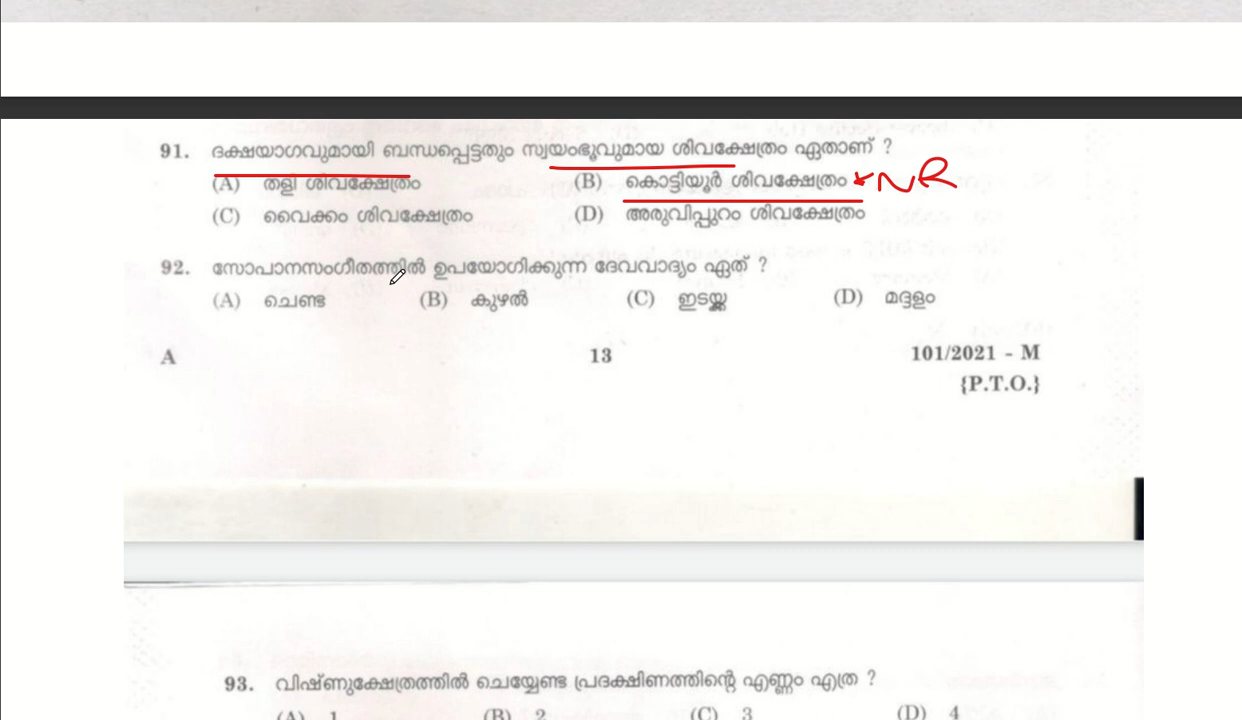 91. ദക്ഷയാഗവുമായി ബന്ധപ്പെട്ടതും സ്വയംഭൂവുമായ ശിവക്ഷേത്രം ഏതാണ് ?
(A) തളി ശിവക്ഷേത്രം (B) കൊട്ടിയൂർ ശിവക്ഷേത്രം NR
(C) വൈക്കം ശിവക്ഷേത്രം (D) അരുവിപ്പുറം ശിവക്ഷേത്രം
92. സോപാനസംഗീതത്തിൽ ഉപയോഗിക്കുന്ന ദേവവാദ്യം ഏത് ?
(A) ചെണ്ട (B) കുഴൽ (C) ഇടയ്ക്ക (D) മദ്ദളം
A 13 101/2021 - M
{P.T.O.}
93. വിഷ്ണുക്ഷേത്രത്തിൽ ചെയ്യേണ്ട പ്രദക്ഷിണത്തിന്റെ എണ്ണം എത്ര ?
(A) 1 (B) 2 (C) 3 (D) 4